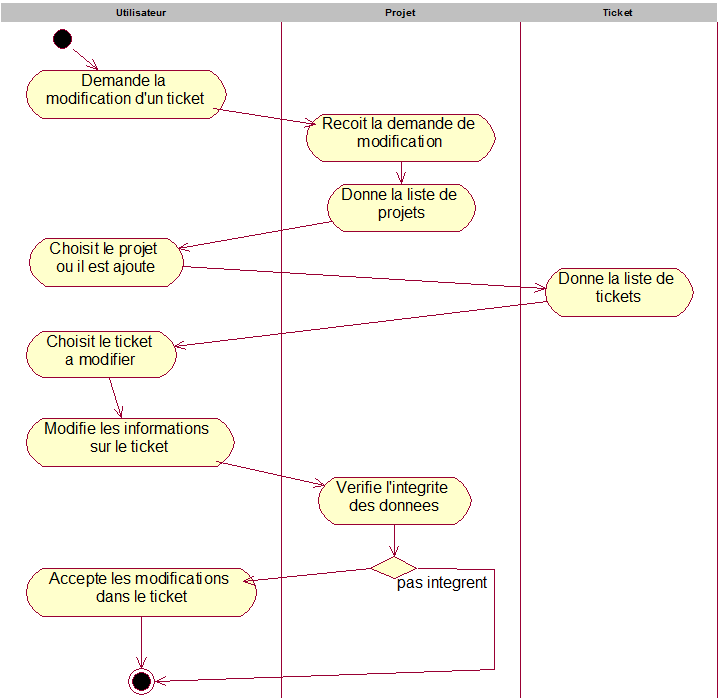 Utilisateur
Projet
Ticket
Demande la
modification d'un ticket
Recoit la demande de
modification
Donne la liste de
projets
Choisit le projet
ou il est ajoute
Donne la liste de
tickets
Choisit le ticket
a modifier
Modifie les informations
sur le ticket
Verifie l'integrite
des donnees
pas integrent
Accepte les modifications
dans le ticket